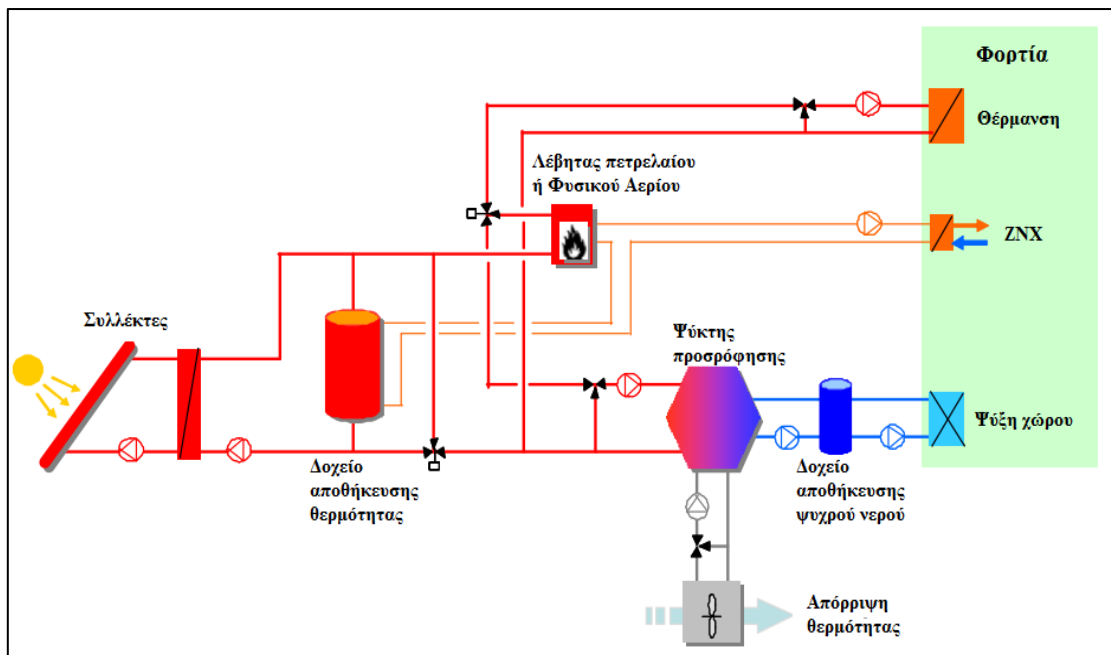 Φορτία
Θέρμανση
Λέβητας πετρελαίου
ή Φυσικού Αερίου
ΖΝΧ
Συλλέκτες
Ψύκτης
προσρόφησης
Ψύξη χώρου
Δοχείο
αποθήκευσης
θερμότητας
Δοχείο
αποθήκευσης
ψυχρού νερού
Απόρριψη
θερμότητας